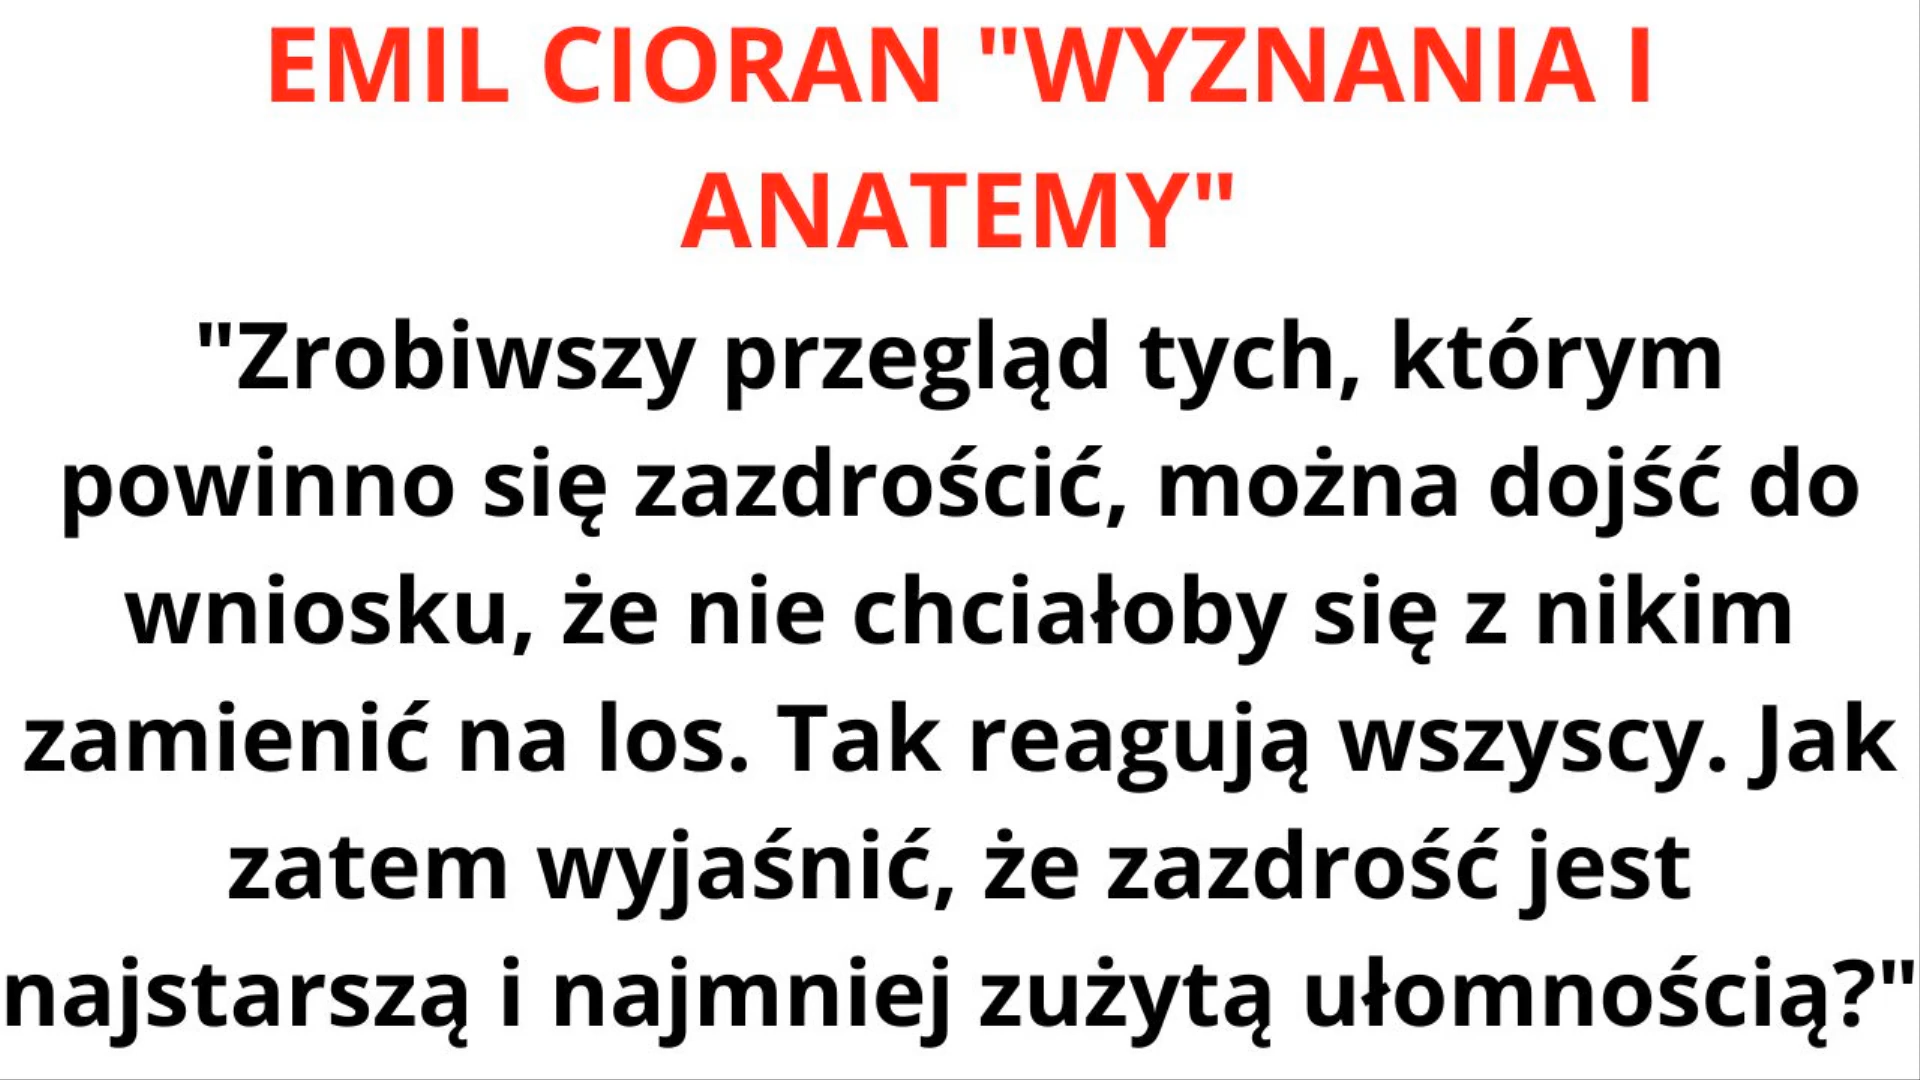 EMIL CIORAN "WYZNANIA I
ANATEMY"
"Zrobiwszy przegląd tych, którym
powinno się zazdrościć, można dojść do
wniosku, że nie chciałoby się z nikim
zamienić na los. Tak reagują wszyscy. Jak
zatem wyjaśnić, że zazdrość jest
najstarszą i najmniej zużytą ułomnością?"